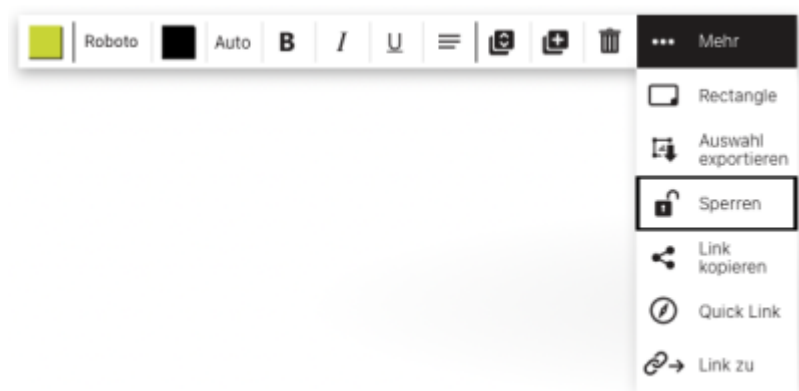 Roboto Auto B I U Mehr
Rectangle
Auswahl
exportieren
Sperren
Link
kopieren
Quick Link
Link zu